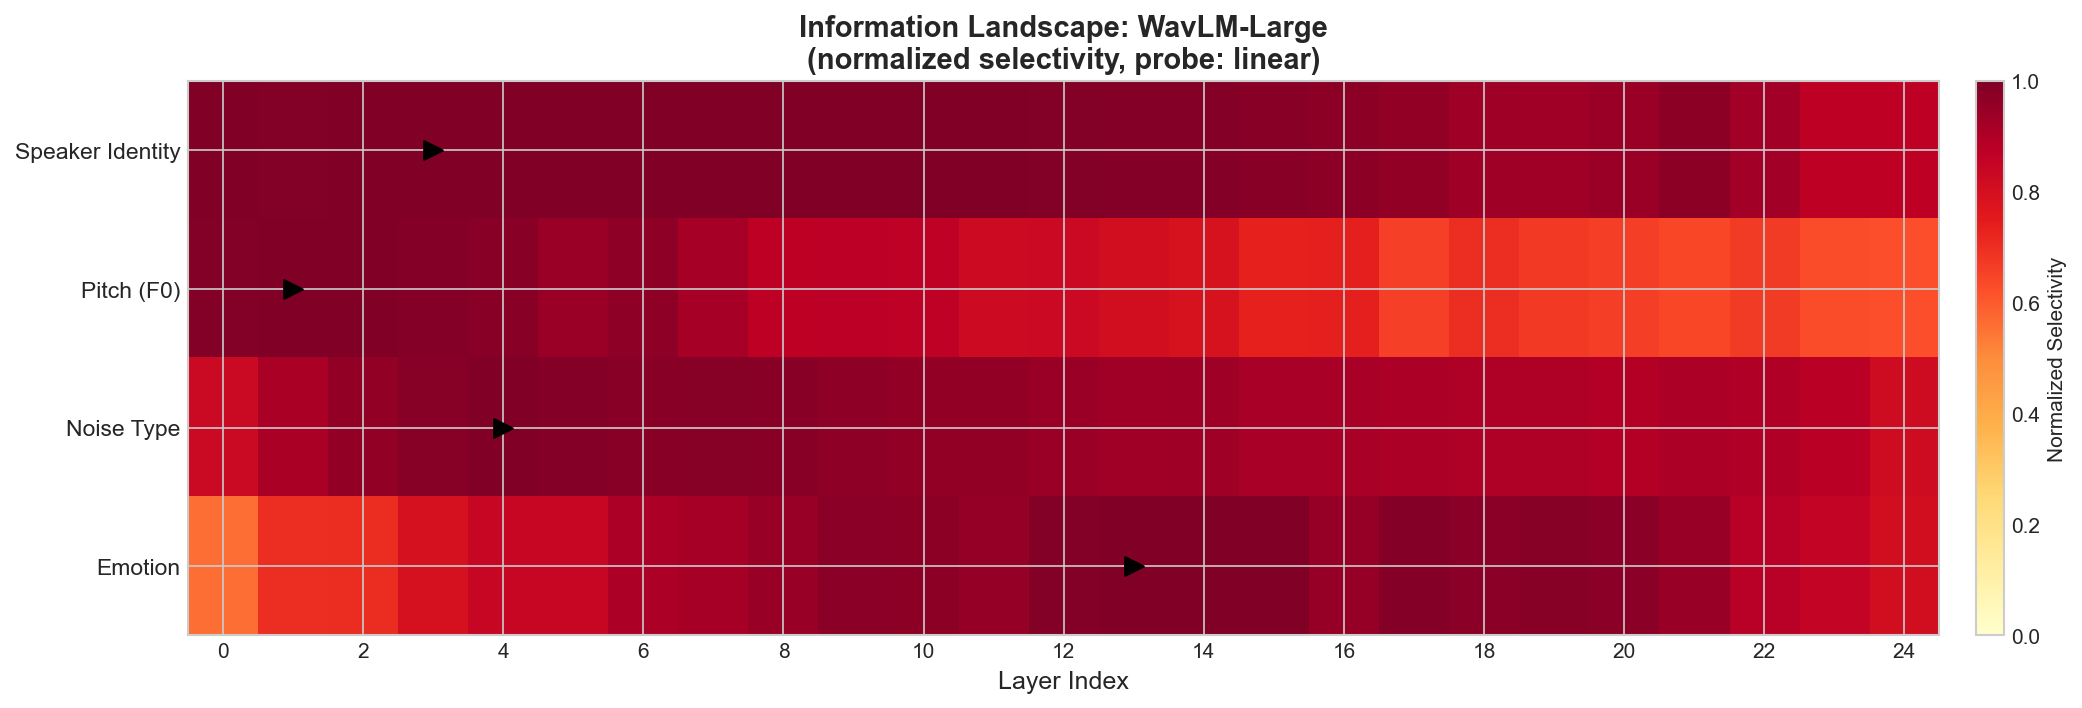 Information Landscape: WavLM-Large
(normalized selectivity, probe: linear)
Speaker Identity
Pitch (F0)
Noise Type
Emotion
0 2 4 6 8 10 12 14 16 18 20 22 24
Layer Index
1.0
0.8
0.6
0.4
0.2
0.0
Normalized Selectivity